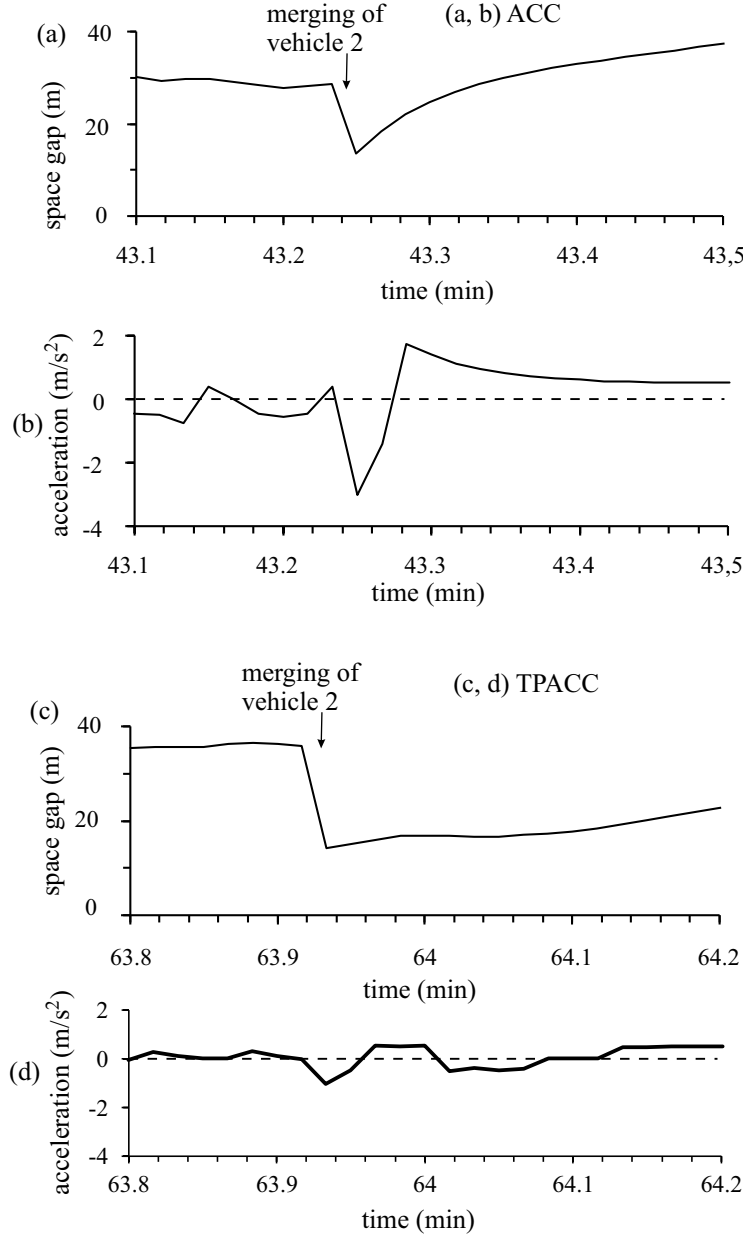 (a)
merging of
vehicle 2
(a, b) ACC
space gap (m)
40
20
0
43.1
43.2
43.3
43.4
43,5
time (min)
(b)
acceleration (m/s²)
2
0
-2
-4
43.1
43.2
43.3
43.4
43,5
time (min)
(c)
merging of
vehicle 2
(c, d) TPACC
space gap (m)
40
20
0
63.8
63.9
64
64.1
64.2
time (min)
(d)
acceleration (m/s²)
2
0
-2
-4
63.8
63.9
64
64.1
64.2
time (min)